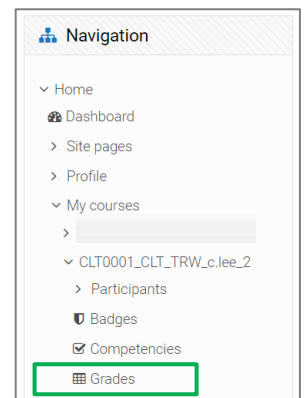 Navigation
Home
Dashboard
Site pages
Profile
My courses
CLT0001_CLT_TRW_c.lee_2
Participants
Badges
Competencies
Grades